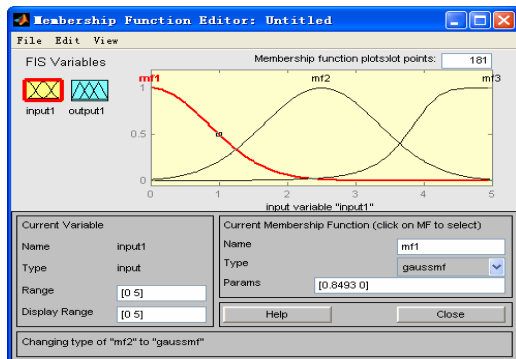 Membership Function Editor: Untitled
File Edit View
FIS Variables
Membership function plots:lot points: 181
input1 output1
mf1 mf2 mf3
1
0.5
0
0 1 2 3 4 5
input variable "input1"
Current Variable
Name input1
Type input
Range [0 5]
Display Range [0 5]
Current Membership Function (click on MF to select)
Name mf1
Type gaussmf
Params [0.8493 0]
Help Close
Changing type of "mf2" to "gaussmf"